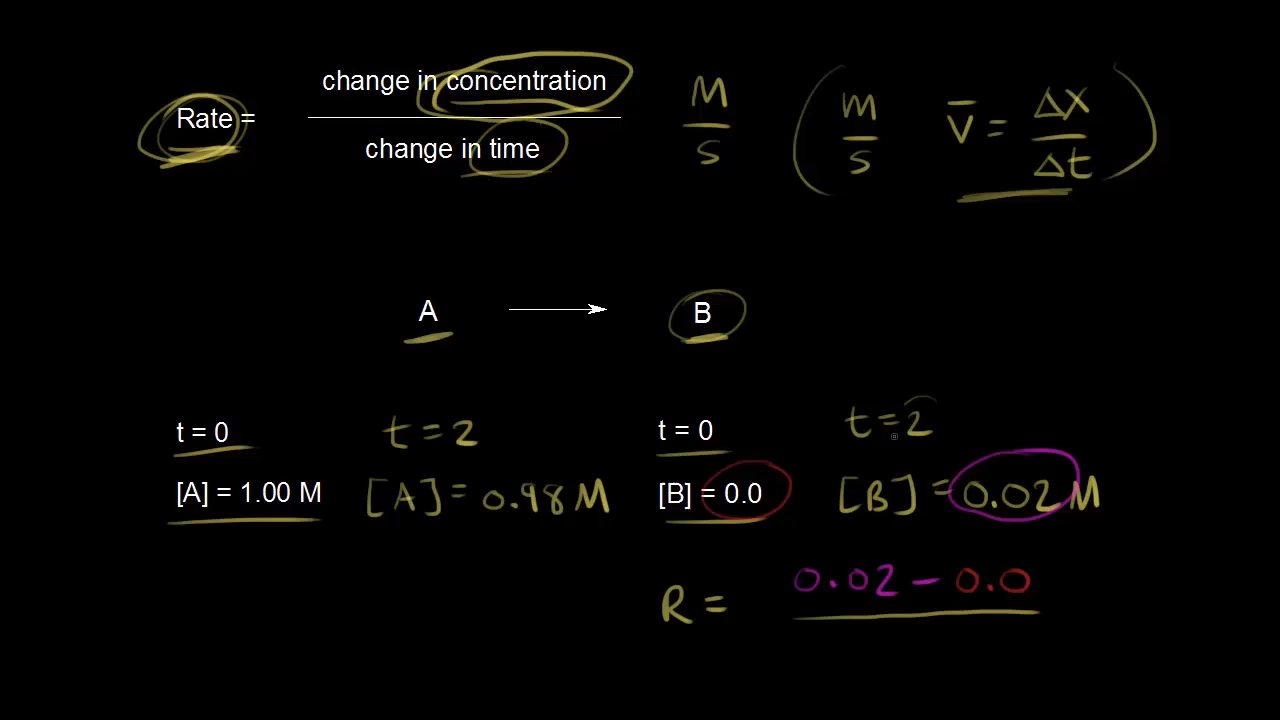 change in concentration
Rate =
change in time
M
s
( m
s
v̄ = Δx
Δt )
A → B
t = 0
t = 2
t = 0
t = 2
[A] = 1.00 M
[A] = 0.98 M
[B] = 0.0
[B] = 0.02 M
R = 0.02 - 0.0